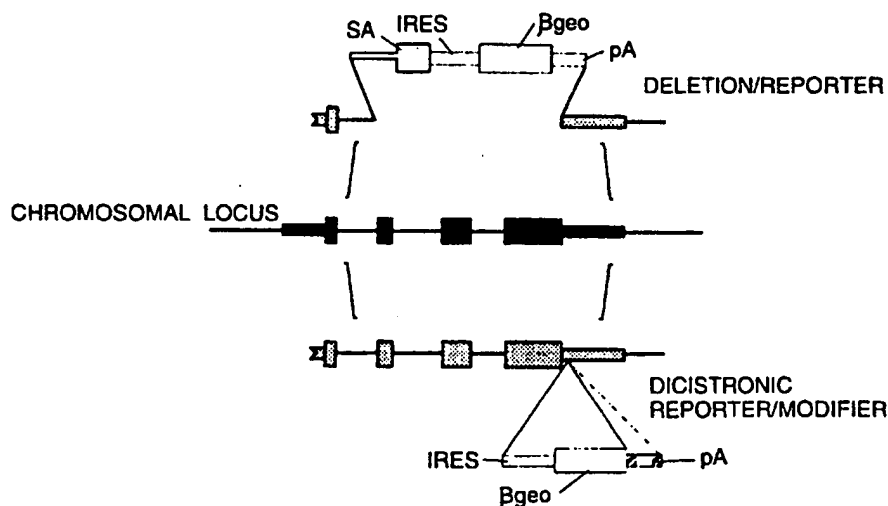 SA
IRES
βgeo
pA
DELETION/REPORTER
CHROMOSOMAL LOCUS
DICISTRONIC
REPORTER/MODIFIER
IRES
pA
βgeo